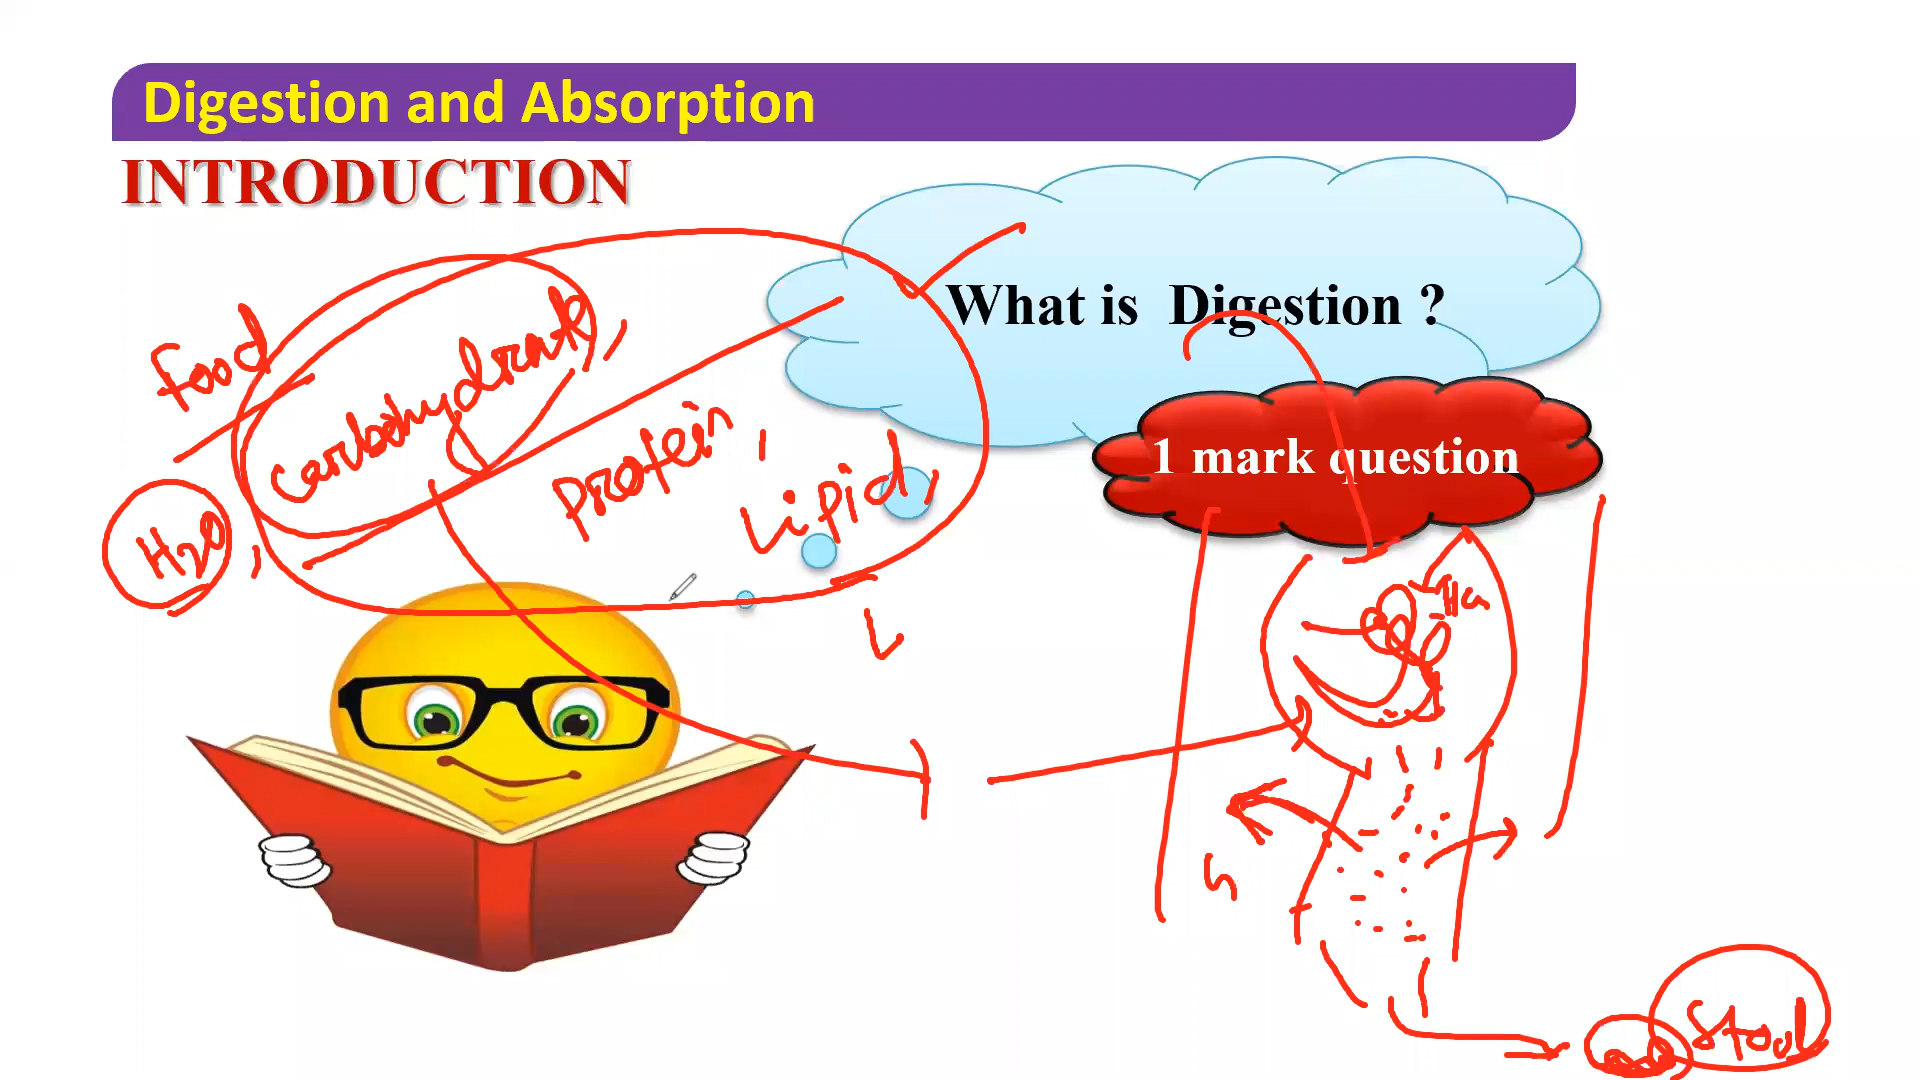 Digestion and Absorption
INTRODUCTION
What is Digestion ?
1 mark question
Food
Carbohydrate,
Protein,
Lipid,
H2O,
Stool